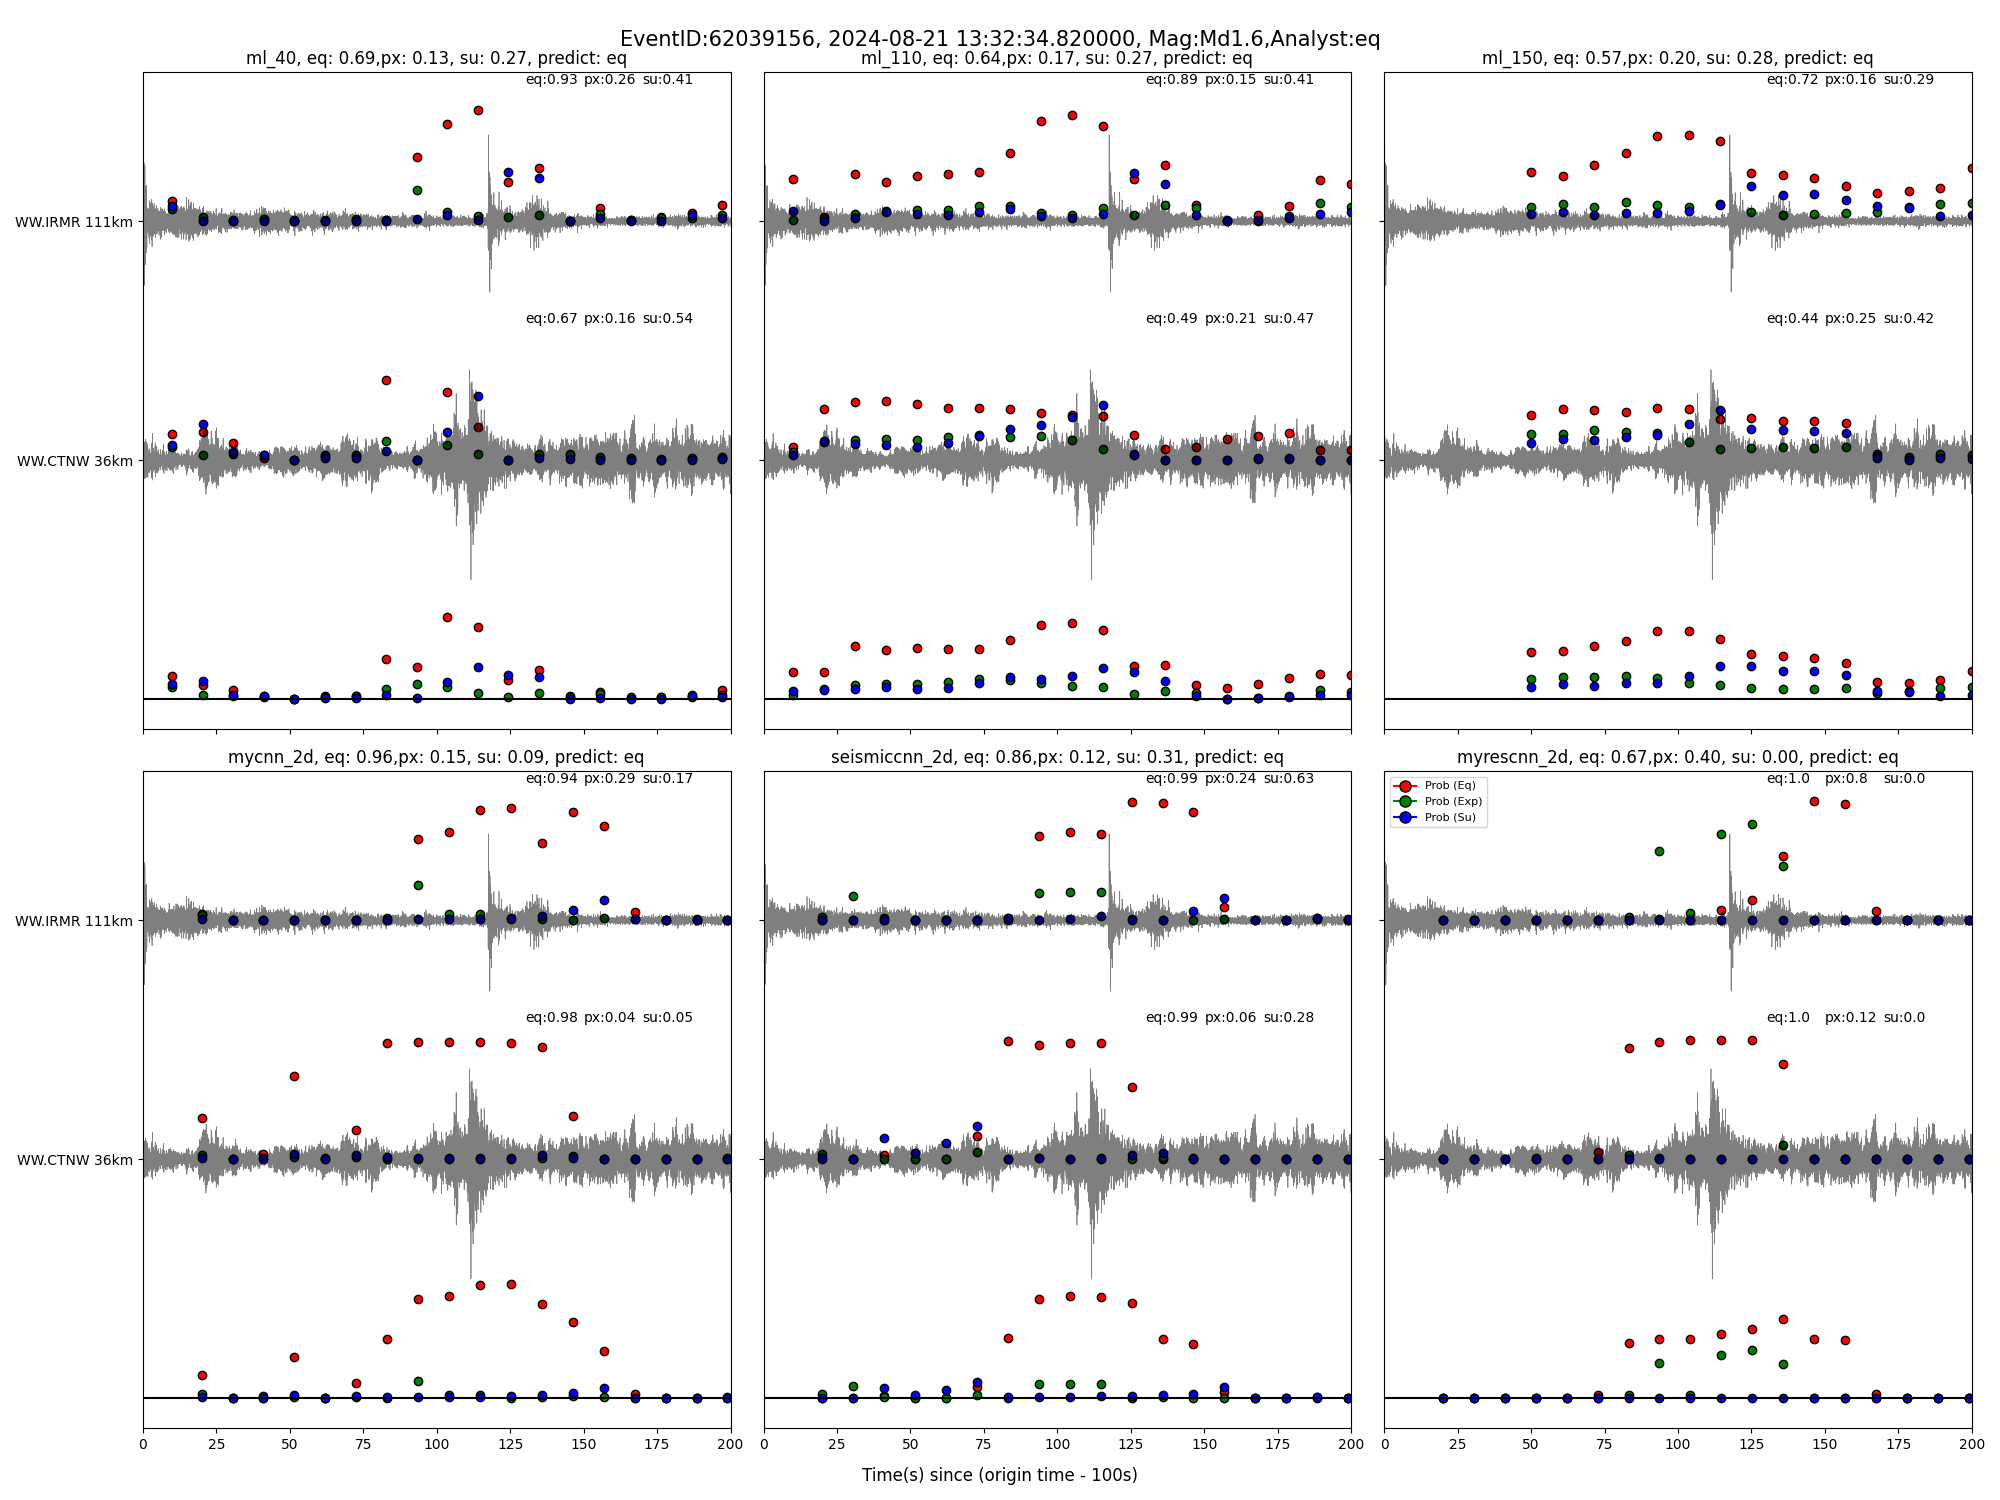 EventID:62039156, 2024-08-21 13:32:34.820000, Mag:Md1.6,Analyst:eq
ml_40, eq: 0.69,px: 0.13, su: 0.27, predict: eq
eq:0.93 px:0.26 su:0.41
WW.IRMR 111km
eq:0.67 px:0.16 su:0.54
WW.CTNW 36km
ml_110, eq: 0.64,px: 0.17, su: 0.27, predict: eq
eq:0.89 px:0.15 su:0.41
eq:0.49 px:0.21 su:0.47
ml_150, eq: 0.57,px: 0.20, su: 0.28, predict: eq
eq:0.72 px:0.16 su:0.29
eq:0.44 px:0.25 su:0.42
mycnn_2d, eq: 0.96,px: 0.15, su: 0.09, predict: eq
eq:0.94 px:0.29 su:0.17
WW.IRMR 111km
eq:0.98 px:0.04 su:0.05
WW.CTNW 36km
0 25 50 75 100 125 150 175 200
seismiccnn_2d, eq: 0.86,px: 0.12, su: 0.31, predict: eq
eq:0.99 px:0.24 su:0.63
eq:0.99 px:0.06 su:0.28
0 25 50 75 100 125 150 175 200
myrescnn_2d, eq: 0.67,px: 0.40, su: 0.00, predict: eq
eq:1.0 px:0.8 su:0.0
Prob (Eq)
Prob (Exp)
Prob (Su)
eq:1.0 px:0.12 su:0.0
0 25 50 75 100 125 150 175 200
Time(s) since (origin time - 100s)